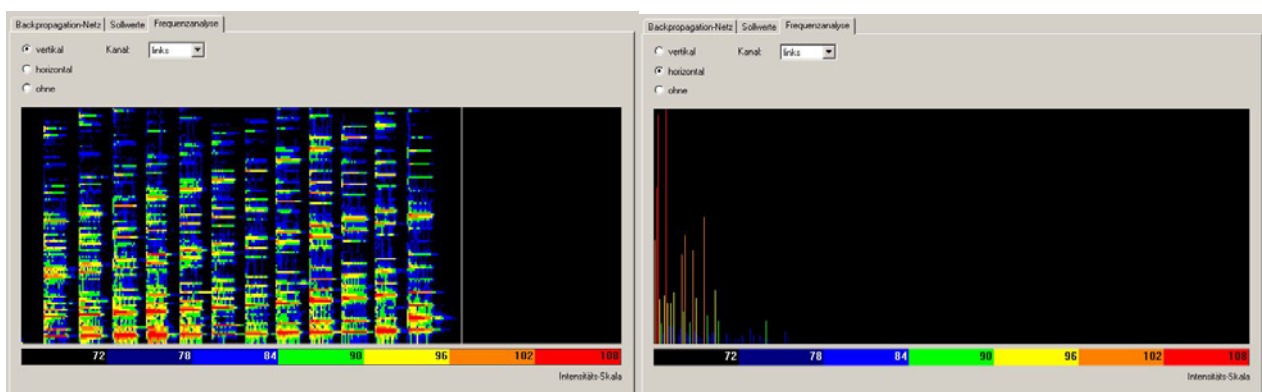 Backpropagation-Netz Sollwerte Frequenzanalyse
vertikal Kanal: links
horizontal
ohne
72 78 84 90 96 102 108
Intensitäts-Skala
Backpropagation-Netz Sollwerte Frequenzanalyse
vertikal Kanal: links
horizontal
ohne
72 78 84 90 96 102 108
Intensitäts-Skala